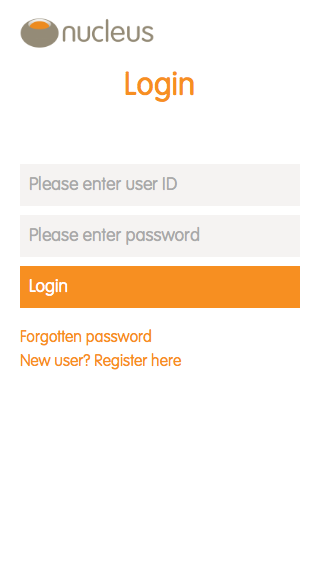 nucleus
Login
Please enter user ID
Please enter password
Login
Forgotten password
New user? Register here